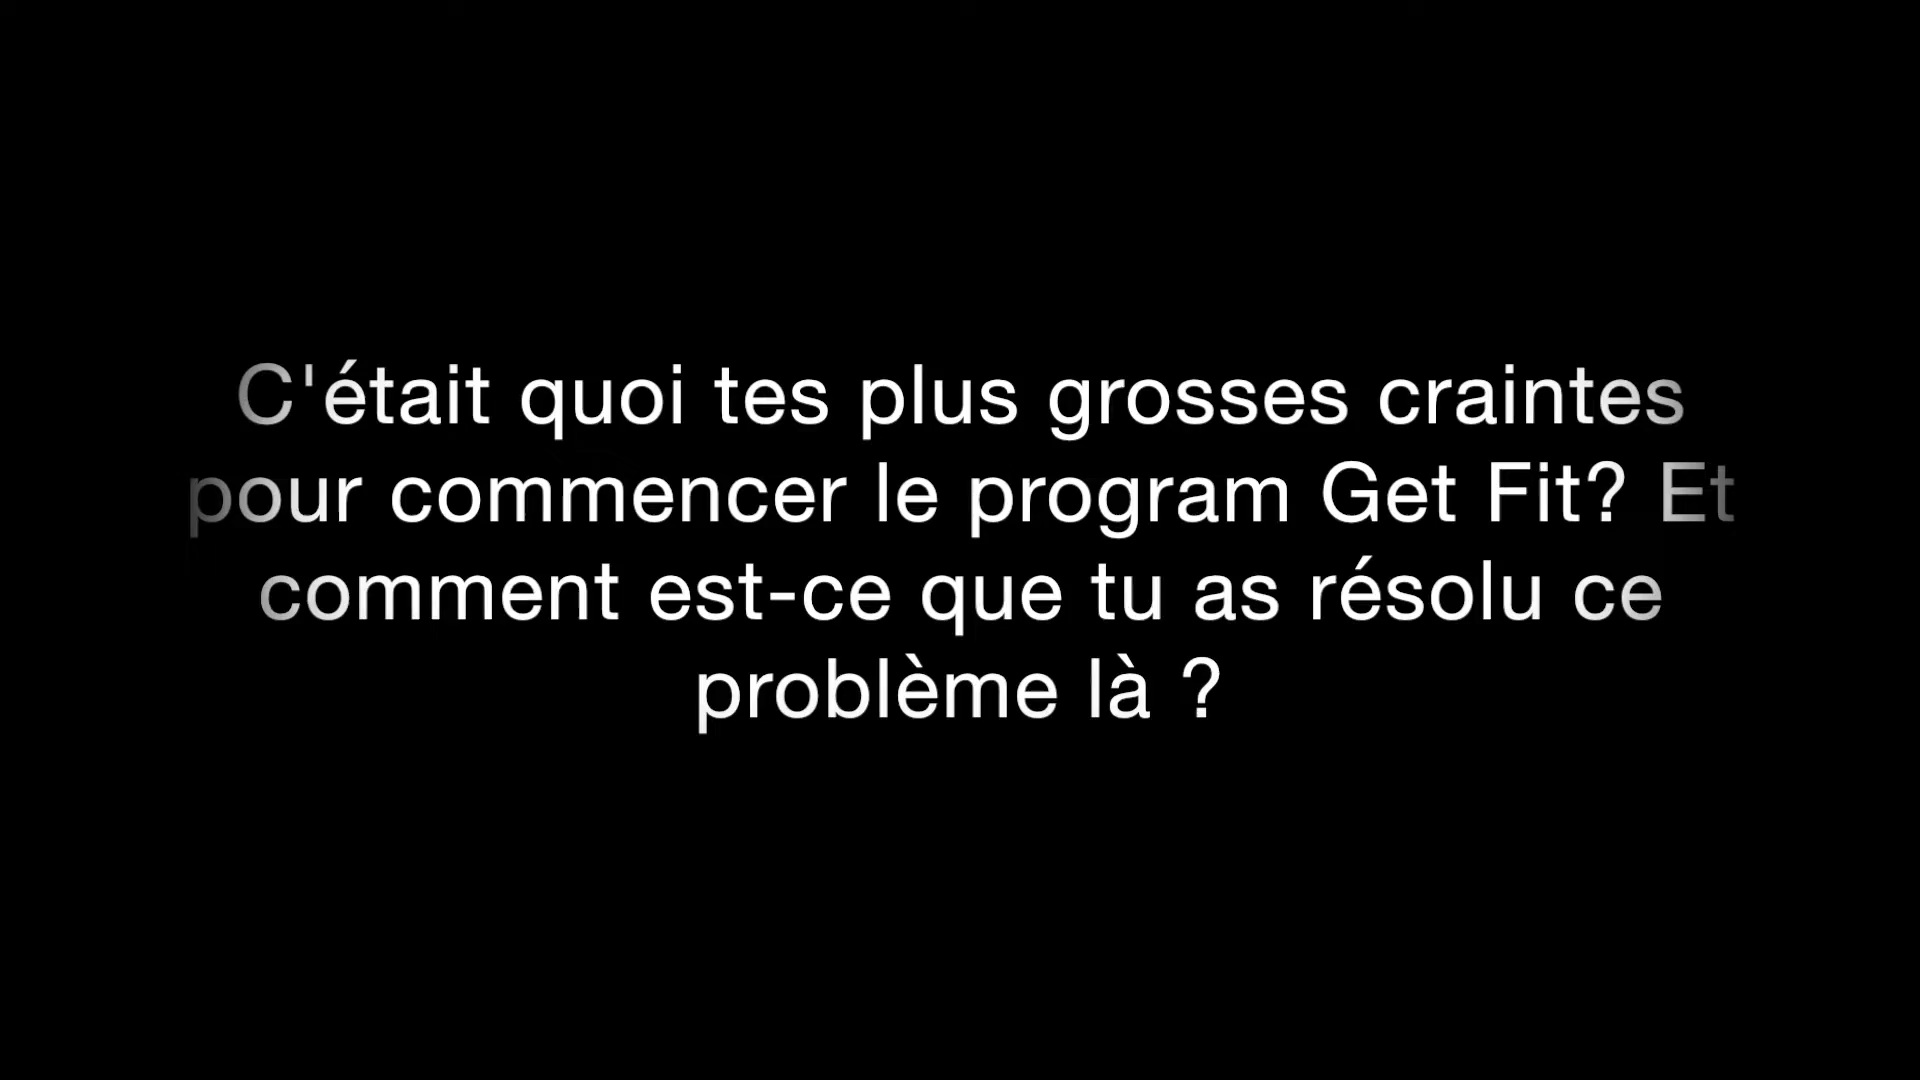 C'était quoi tes plus grosses craintes
pour commencer le program Get Fit? Et
comment est-ce que tu as résolu ce
problème là ?